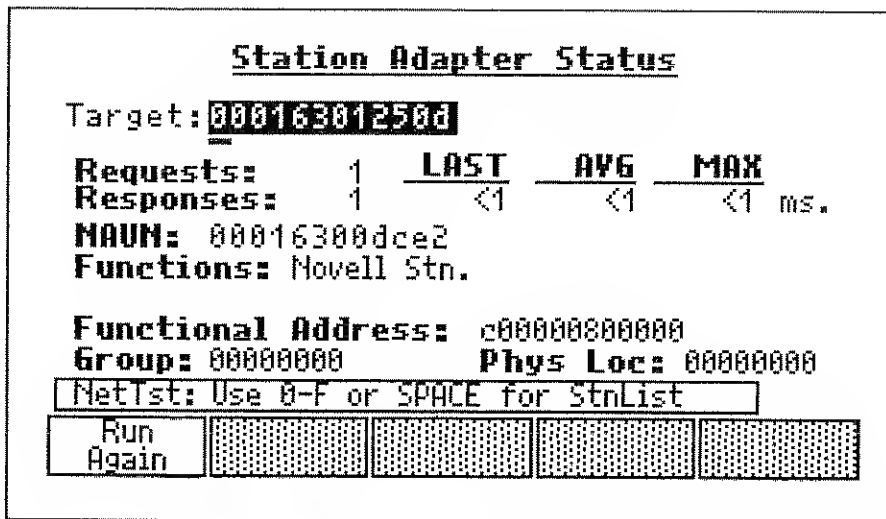 Station Adapter Status
Target:00016301250d
Requests: 1 LAST AVG MAX
Responses: 1 <1 <1 <1 ms.
NAUN: 00016300dce2
Functions: Novell Stn.
Functional Address: c00000800000
Group: 00000000 Phys Loc: 00000000
NetTst: Use 0-F or SPACE for StnList
Run
Again